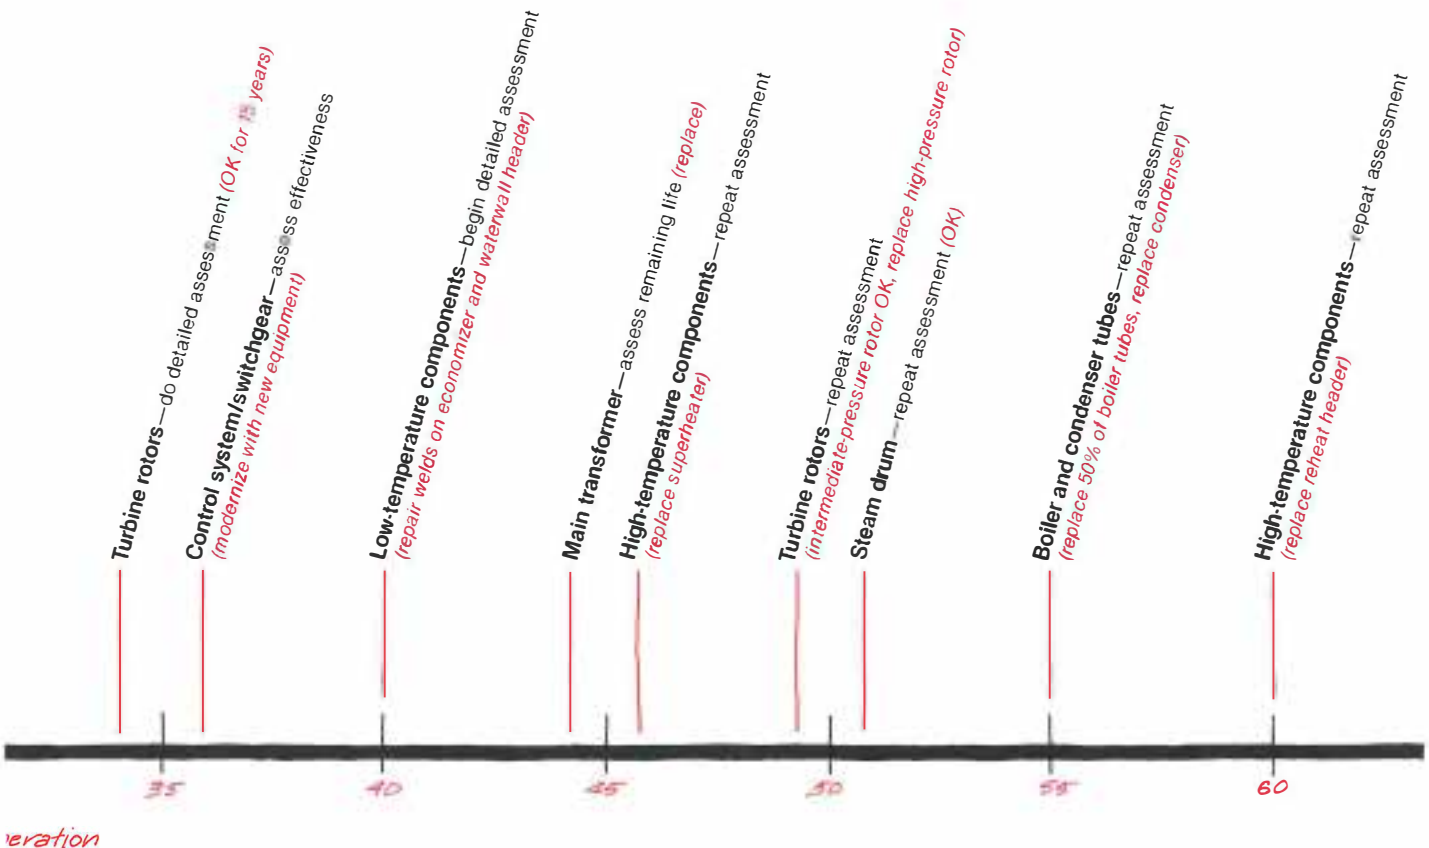 Turbine rotors—do detailed assessment (OK for 15 years)
Control system/switchgear—assess effectiveness
(modernize with new equipment)
Low-temperature components—begin detailed assessment
(repair welds on economizer and waterwall header)
Main transformer—assess remaining life (replace)
High-temperature components—repeat assessment
(replace superheater)
Turbine rotors—repeat assessment
(intermediate-pressure rotor OK, replace high-pressure rotor)
Steam drum—repeat assessment (OK)
Boiler and condenser tubes—repeat assessment
(replace 50% of boiler tubes, replace condenser)
High-temperature components—repeat assessment
(replace reheat header)
35 40 45 50 55 60
eration